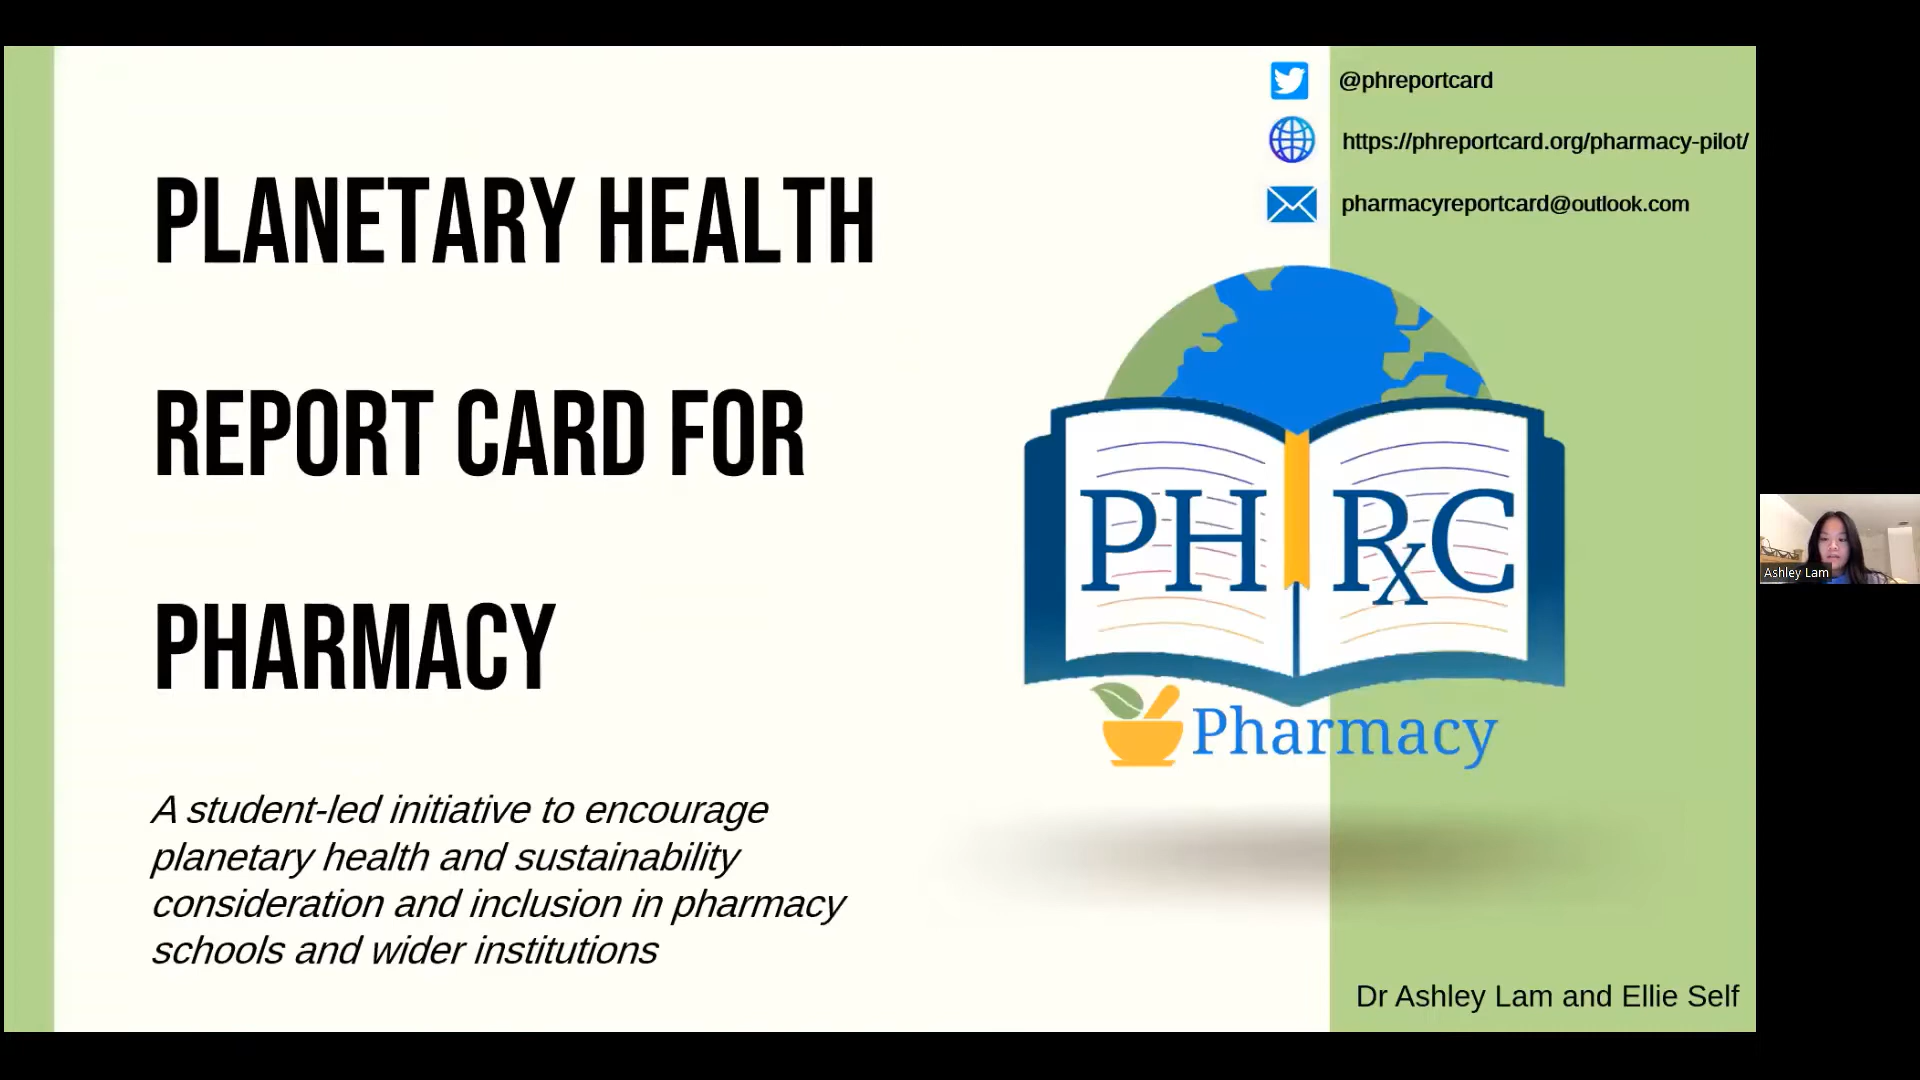 PLANETARY HEALTH
REPORT CARD FOR
PHARMACY
A student-led initiative to encourage
planetary health and sustainability
consideration and inclusion in pharmacy
schools and wider institutions
@phreportcard
https://phreportcard.org/pharmacy-pilot/
pharmacyreportcard@outlook.com
PH RxC
Pharmacy
Dr Ashley Lam and Ellie Self
Ashley Lam